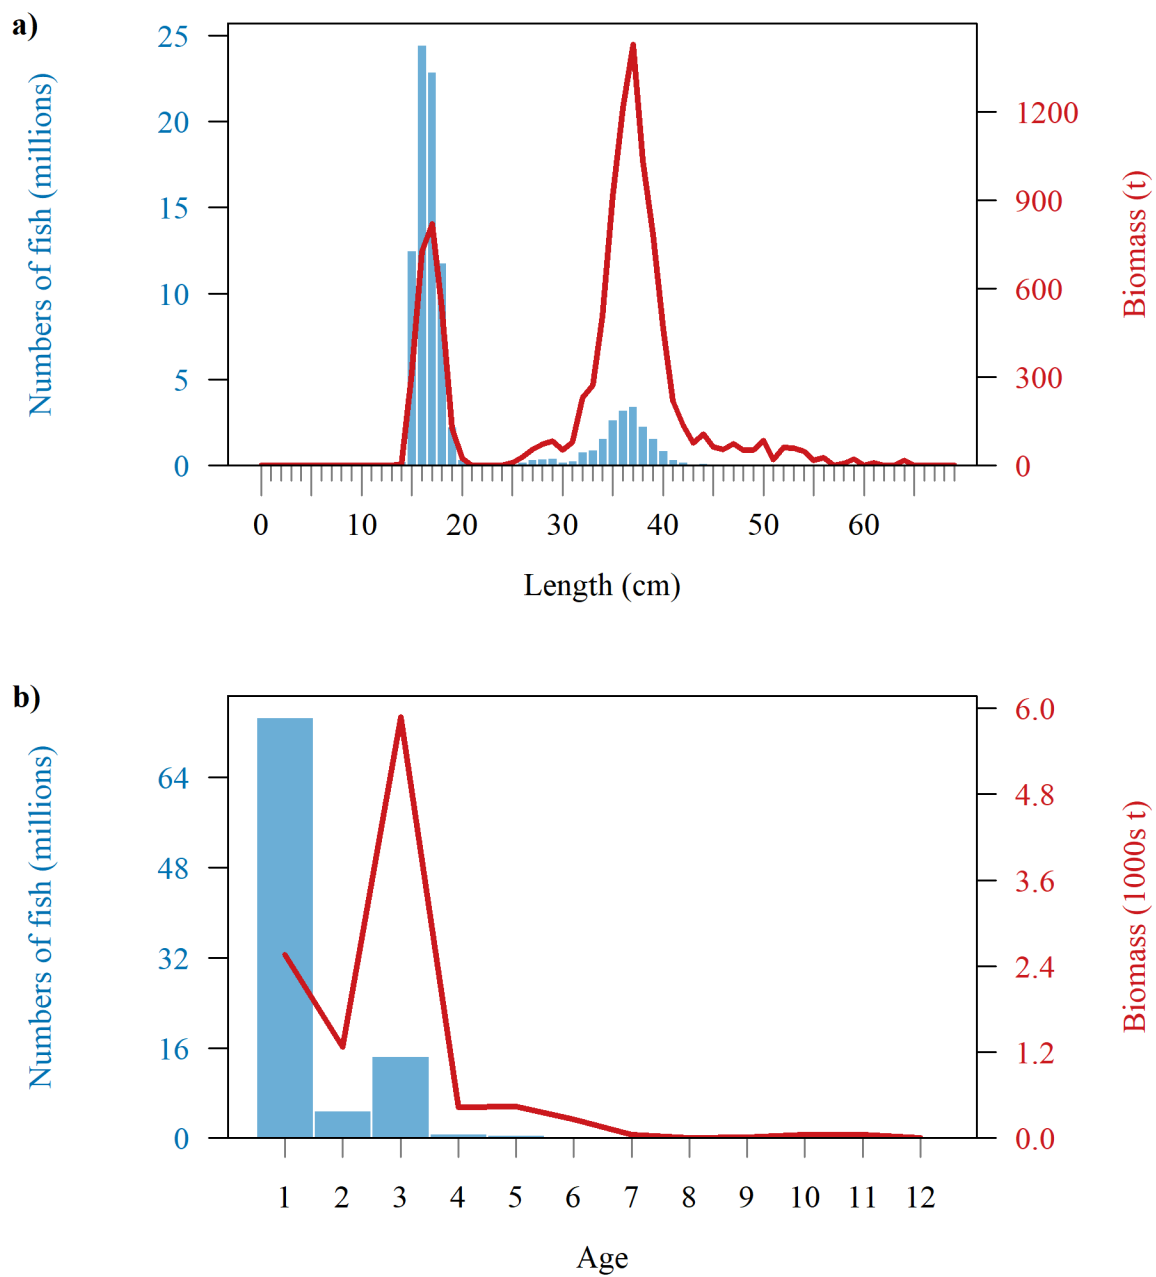 a)
Numbers of fish (millions)
25
20
15
10
5
0
1200
900
600
300
0
Biomass (t)
0 10 20 30 40 50 60
Length (cm)
b)
Numbers of fish (millions)
64
48
32
16
0
6.0
4.8
3.6
2.4
1.2
0.0
Biomass (1000s t)
1 2 3 4 5 6 7 8 9 10 11 12
Age